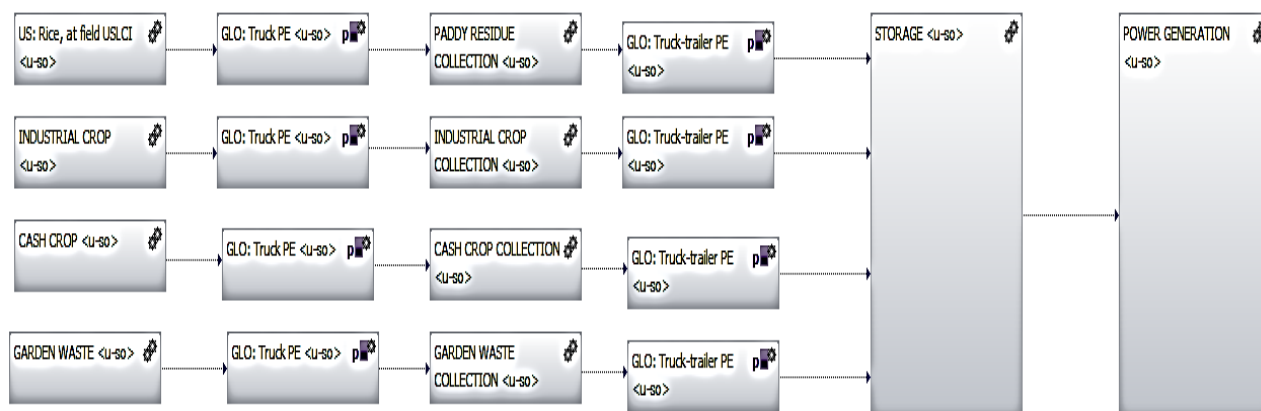 US: Rice, at field USLCI
<u-so>
GLO: Truck PE <u-so>
p
PADDY RESIDUE
COLLECTION <u-so>
GLO: Truck-trailer PE
<u-so>
p
STORAGE <u-so>
POWER GENERATION
<u-so>
INDUSTRIAL CROP
<u-so>
GLO: Truck PE <u-so>
p
INDUSTRIAL CROP
COLLECTION <u-so>
GLO: Truck-trailer PE
<u-so>
p
CASH CROP <u-so>
GLO: Truck PE <u-so>
p
CASH CROP COLLECTION
<u-so>
GLO: Truck-trailer PE
<u-so>
p
GARDEN WASTE <u-so>
GLO: Truck PE <u-so>
p
GARDEN WASTE
COLLECTION <u-so>
GLO: Truck-trailer PE
<u-so>
p